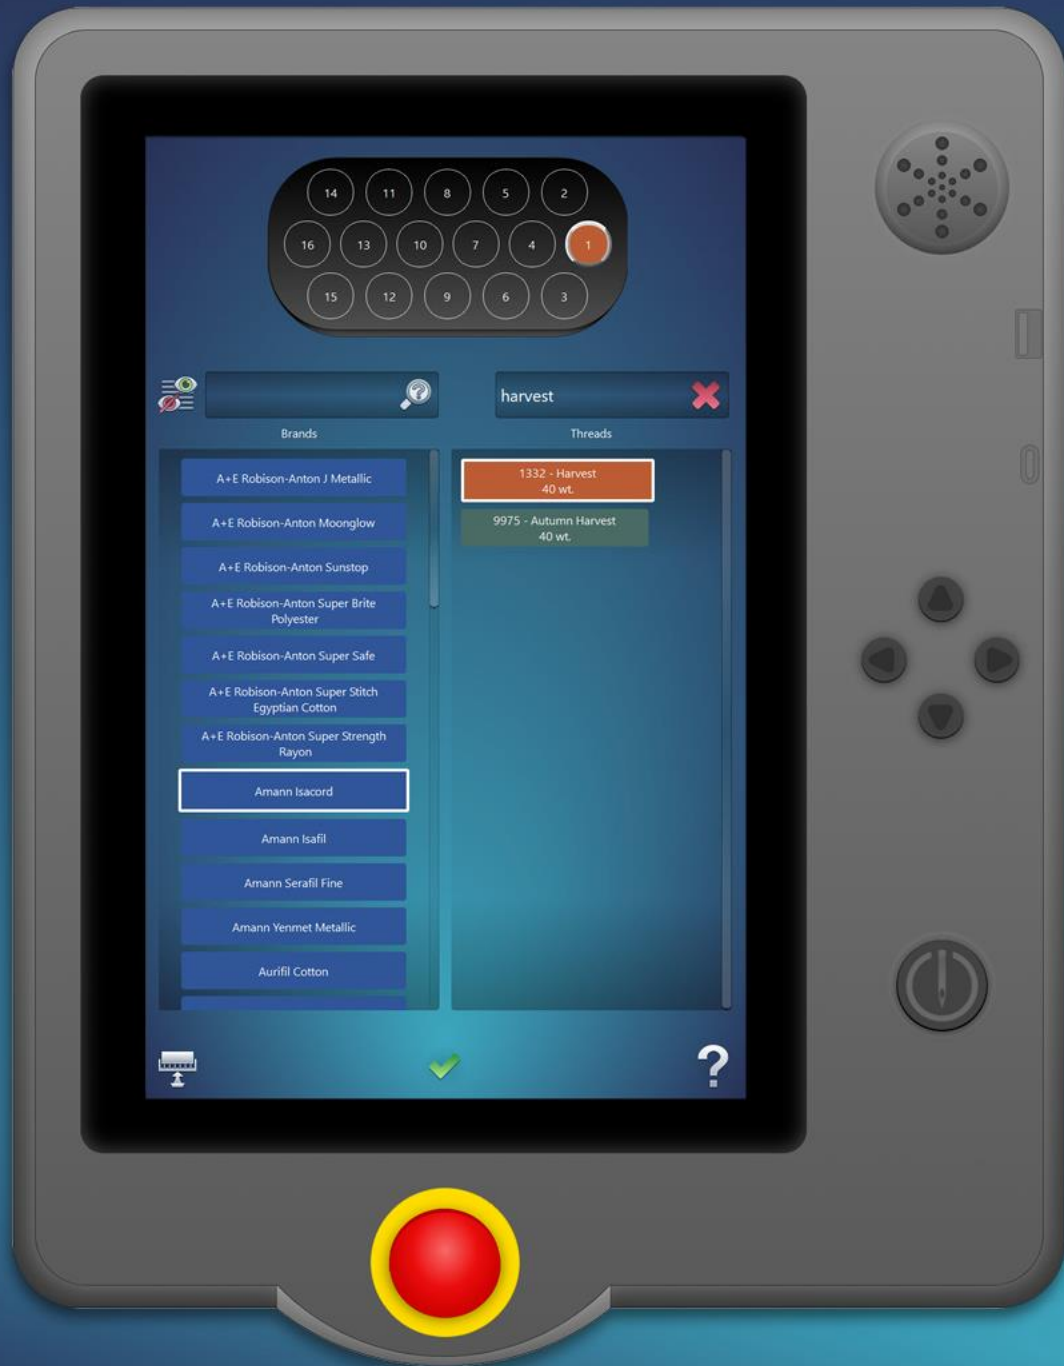 14 11 8 5 2
16 13 10 7 4 1
15 12 9 6 3
harvest
Brands
Threads
A+E Robison-Anton J Metallic
A+E Robison-Anton Moonglow
A+E Robison-Anton Sunstop
A+E Robison-Anton Super Brite
Polyester
A+E Robison-Anton Super Safe
A+E Robison-Anton Super Stitch
Egyptian Cotton
A+E Robison-Anton Super Strength
Rayon
Amann Isacord
Amann Isafil
Amann Serafil Fine
Amann Yenmet Metallic
Aurifil Cotton
1332 - Harvest
40 wt.
9975 - Autumn Harvest
40 wt.
?